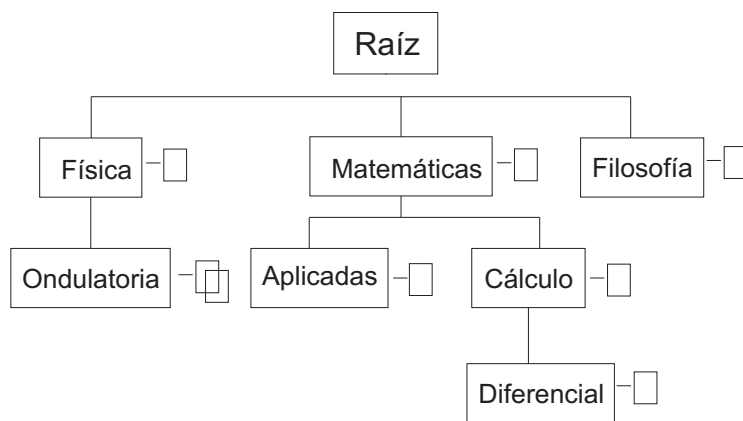 Raíz
Física
Matemáticas
Filosofía
Ondulatoria
Aplicadas
Cálculo
Diferencial